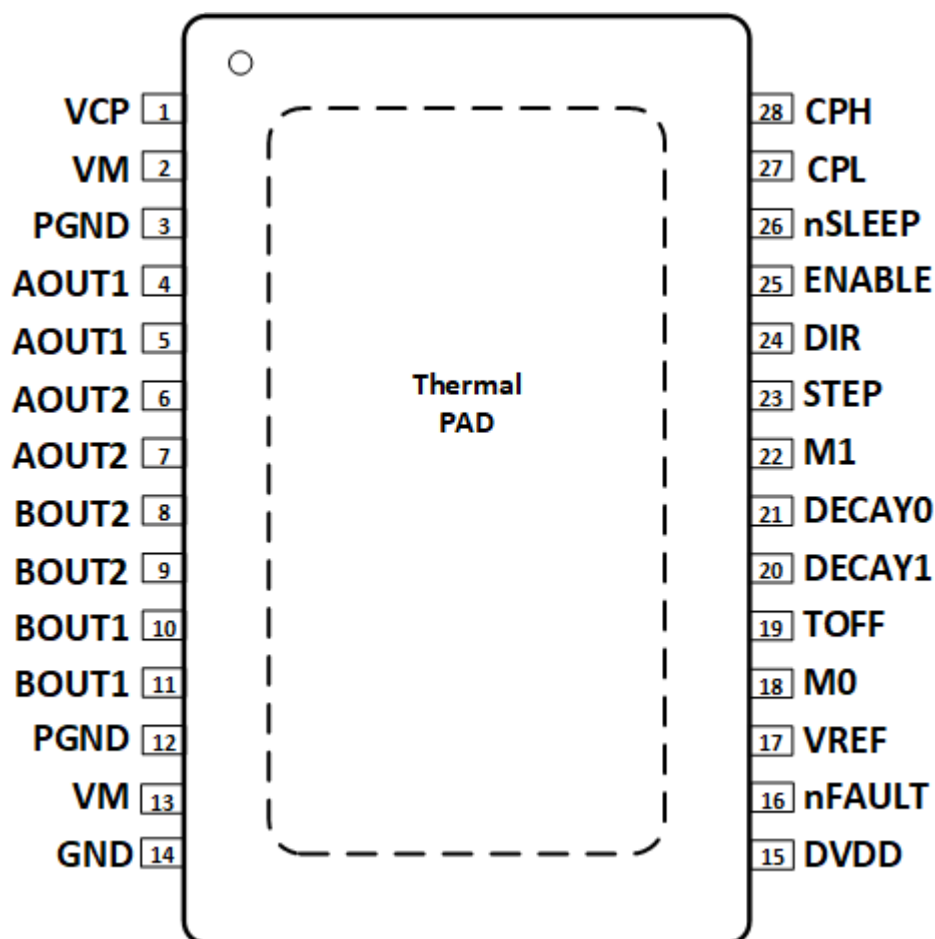 VCP 1
VM 2
PGND 3
AOUT1 4
AOUT1 5
AOUT2 6
AOUT2 7
BOUT2 8
BOUT2 9
BOUT1 10
BOUT1 11
PGND 12
VM 13
GND 14
Thermal
PAD
28 CPH
27 CPL
26 nSLEEP
25 ENABLE
24 DIR
23 STEP
22 M1
21 DECAY0
20 DECAY1
19 TOFF
18 M0
17 VREF
16 nFAULT
15 DVDD